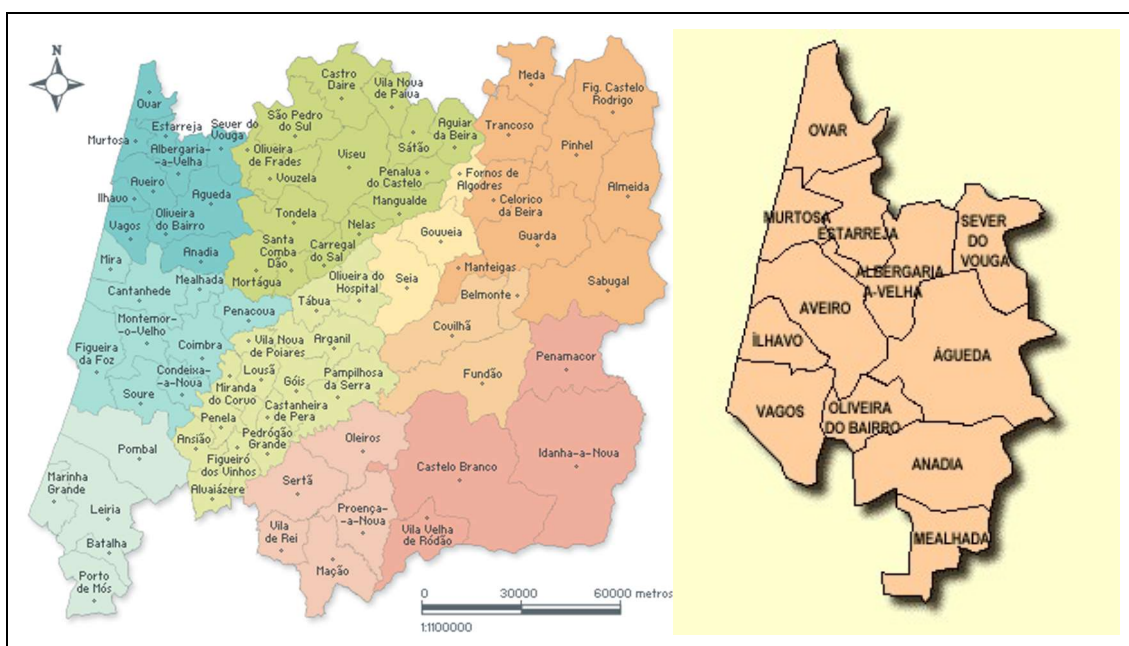 N
Ovar
Murtosa
Estarreja
Sever do
Vouga
Albergaria-
-a-Velha
Aveiro
Ilhavo
Agueda
Oliveira
do Bairro
Vagos
Anadia
Mira
Mealhada
Cantanhede
Penacova
Montemor-
-o-Velho
Figueira
da Foz
Coimbra
Condeixa-
-a-Nova
Soure
Pombal
Marinha
Grande
Leiria
Batalha
Porto
de Mós
Castro
Daire
Vila Nova
de Paiva
São Pedro
do Sul
Aguiar
da Beira
Oliveira
de Frades
Viseu
Sátão
Vouzela
Penalva
do Castelo
Mangualde
Tondela
Nelas
Santa
Comba
Dão
Carregal
do Sal
Mortágua
Oliveira do
Hospital
Tábua
Vila Nova
de Poiares
Arganil
Lousã
Miranda
do Corvo
Góis
Pampilhosa
da Serra
Castanheira
de Pera
Penela
Pedrógão
Grande
Ansião
Figueiró
dos Vinhos
Alvaiázere
Meda
Fig. Castelo
Rodrigo
Trancoso
Pinhel
Fornos de
Algodres
Almeida
Celorico
da Beira
Gouveia
Guarda
Seia
Manteigas
Sabugal
Belmonte
Covilhã
Fundão
Penamacor
Oleiros
Castelo Branco
Idanha-a-Nova
Sertã
Proença-
-a-Nova
Vila
de Rei
Vila Velha
de Ródão
Mação
0 30000 60000 metros
1:1100000
OVAR
MURTOSA
ESTARREJA
SEVER
DO
VOUGA
ALBERGARIA
A-VELHA
AVEIRO
ÍLHAVO
ÁGUEDA
VAGOS
OLIVEIRA
DO BAIRRO
ANADIA
MEALHADA